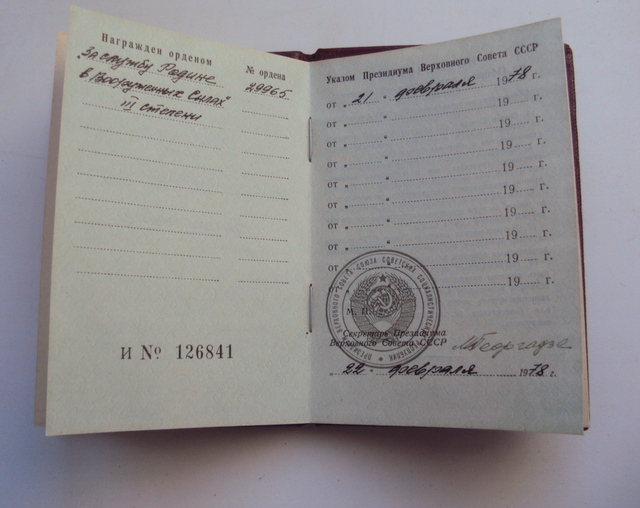 Награжден орденом
№ ордена
„За службу Родине
в Вооруженных Силах"
III степени
29965
И № 126841
Указом Президиума Верховного Совета СССР
от „ 21 „ февраля 1978 г.
от „ „ 19 г.
от „ „ 19 г.
от „ „ 19 г.
от „ „ 19 г.
от „ „ 19 г.
от „ „ 19 г.
от „ „ 19 г.
от „ „ 19 г.
от „ „ 19 г.
М. П.
Секретарь Президиума
Верховного Совета СССР
М Георгадзе
22 февраля 1978 г.